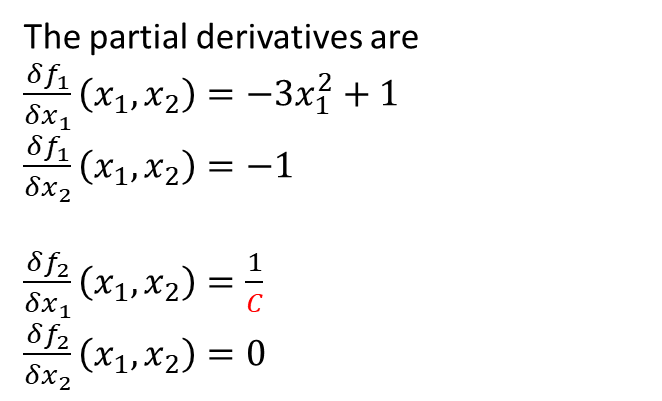 The partial derivatives are
δf₁/δx₁ (x₁, x₂) = −3x₁² + 1
δf₁/δx₂ (x₁, x₂) = −1
δf₂/δx₁ (x₁, x₂) = 1/C
δf₂/δx₂ (x₁, x₂) = 0